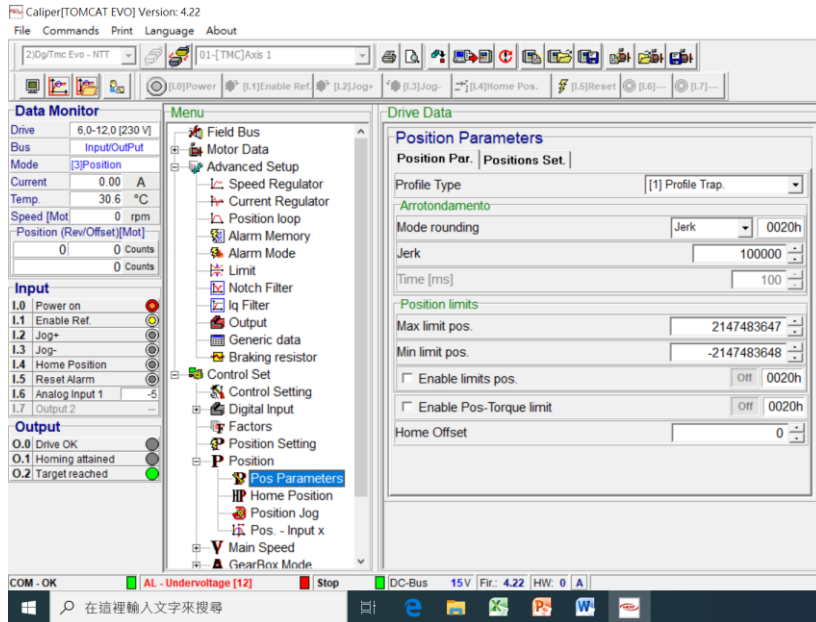 Caliper[TOMCAT EVO] Version: 4.22
File Commands Print Language About
2)Dg/Tmc Evo - NTT 01-[TMC]Axis 1
[I.0]Power [I.1]Enable Ref. [I.2]Jog+ [I.3]Jog- [I.4]Home Pos. [I.5]Reset [I.6]--- [I.7]---
Data Monitor
Drive 6,0-12,0 [230 V]
Bus Input/OutPut
Mode [3]Position
Current 0.00 A
Temp. 30.6 °C
Speed [Mot 0 rpm
Position (Rev/Offset)[Mot]
0 0 Counts
0 Counts
Input
I.0 Power on
I.1 Enable Ref.
I.2 Jog+
I.3 Jog-
I.4 Home Position
I.5 Reset Alarm
I.6 Analog Input 1 -5
I.7 Output 2 --
Output
O.0 Drive OK
O.1 Homing attained
O.2 Target reached
Menu
Field Bus
Motor Data
Advanced Setup
Speed Regulator
Current Regulator
Position loop
Alarm Memory
Alarm Mode
Limit
Notch Filter
Iq Filter
Output
Generic data
Braking resistor
Control Set
Control Setting
Digital Input
Factors
Position Setting
P Position
Pos Parameters
HP Home Position
Position Jog
Pos. - Input x
V Main Speed
A GearBox Mode
Drive Data
Position Parameters
Position Par. Positions Set.
Profile Type [1] Profile Trap.
Arrotondamento
Mode rounding Jerk 0020h
Jerk 100000
Time [ms] 100
Position limits
Max limit pos. 2147483647
Min limit pos. -2147483648
Enable limits pos. Off 0020h
Enable Pos-Torque limit Off 0020h
Home Offset 0
COM - OK AL - Undervoltage [12] Stop DC-Bus 15 V Fir.: 4.22 HW: 0 A
在這裡輸入文字來搜尋